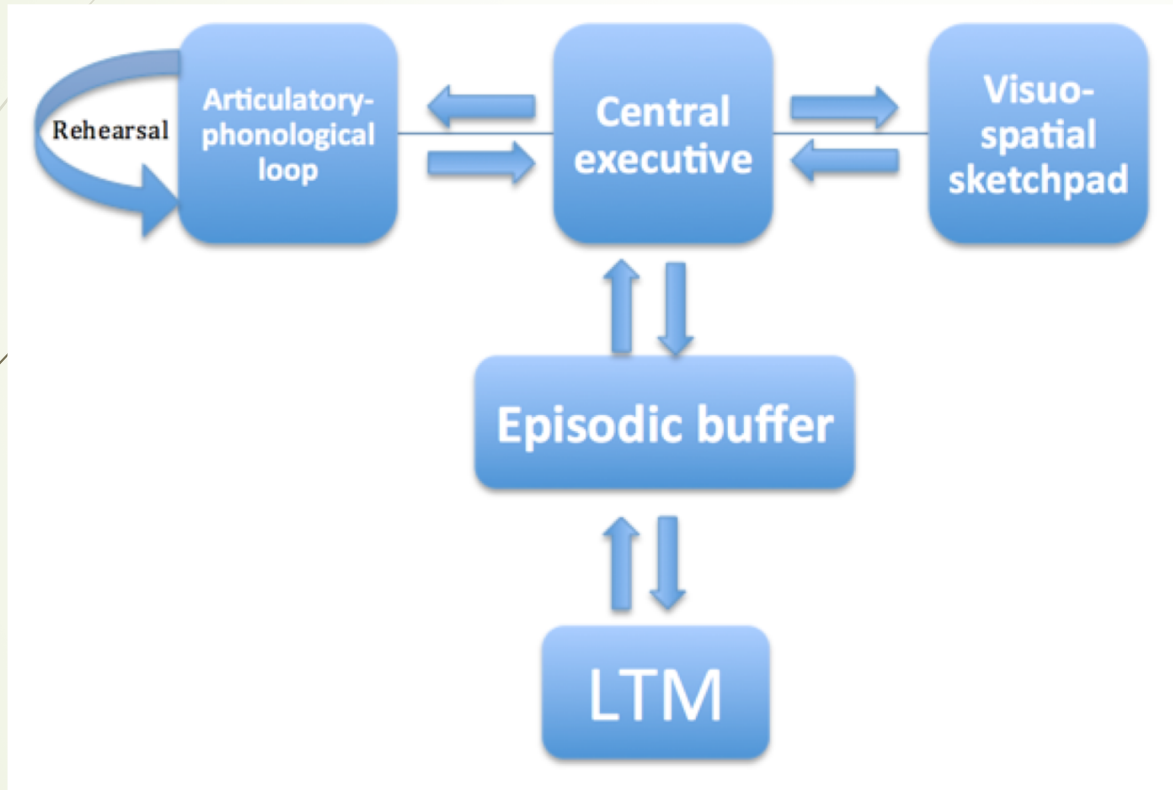 Rehearsal
Articulatory-
phonological
loop
Central
executive
Visuo-
spatial
sketchpad
Episodic buffer
LTM